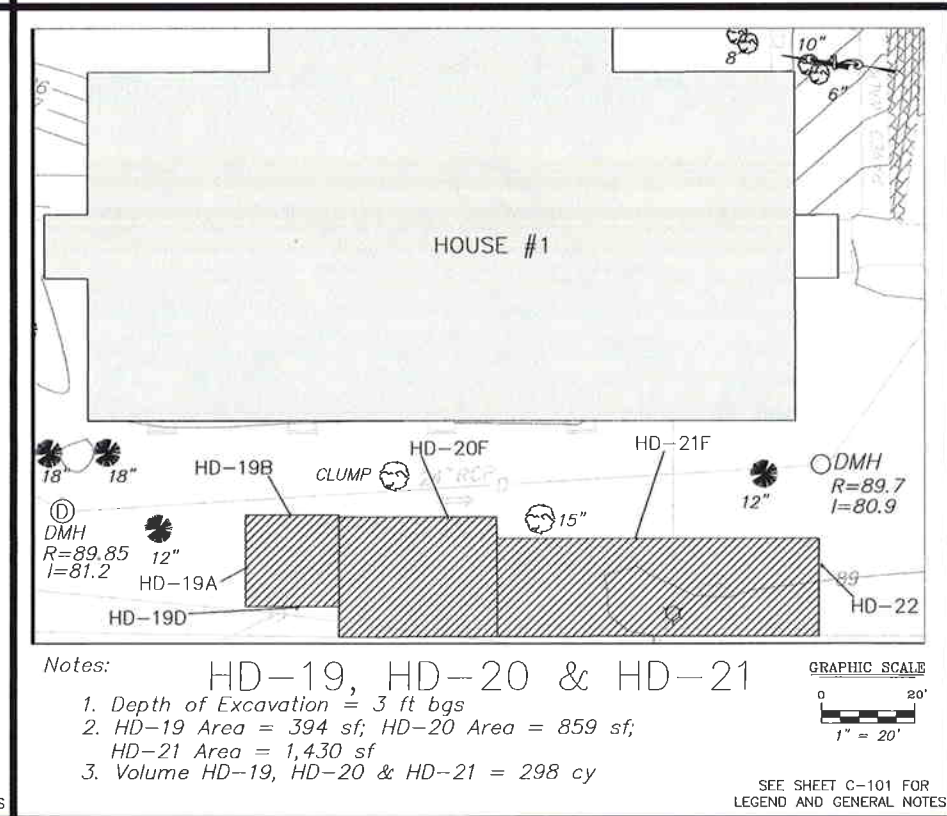 8"
10"
6"
PAVED WALK
HOUSE #1
HD-20F
HD-21F
18"
18"
HD-19B
CLUMP
24" RCP
D
DMH
R=89.7
I=80.9
12"
D
DMH
R=89.85
I=81.2
12"
15"
HD-19A
89
HD-22
HD-19D
Notes:
HD-19, HD-20 & HD-21
GRAPHIC SCALE
0 20'
1" = 20'
1. Depth of Excavation = 3 ft bgs
2. HD-19 Area = 394 sf; HD-20 Area = 859 sf;
HD-21 Area = 1,430 sf
3. Volume HD-19, HD-20 & HD-21 = 298 cy
SEE SHEET C-101 FOR
LEGEND AND GENERAL NOTES
S